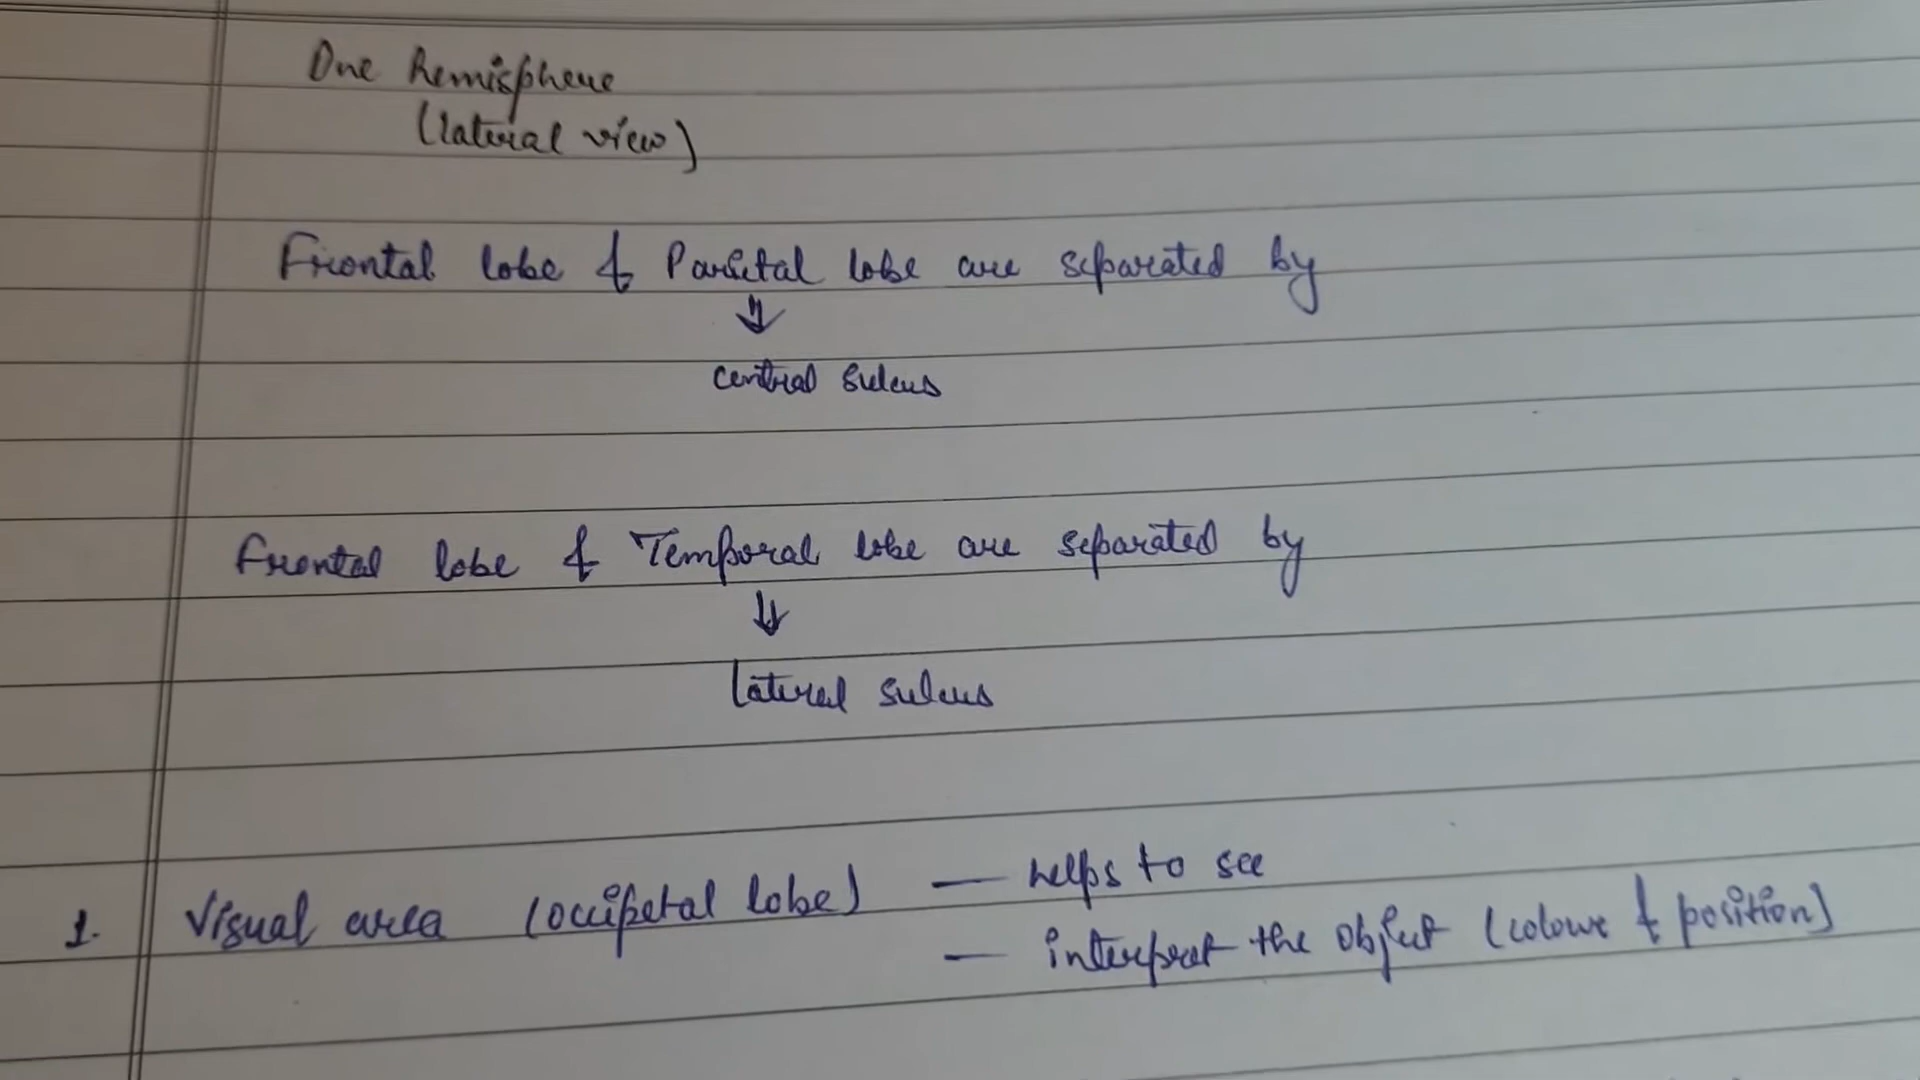 One hemisphere
(lateral view)
Frontal lobe & Parietal lobe are separated by
↓
central sulcus
Frontal lobe & Temporal lobe are separated by
↓
lateral sulcus
1. Visual area (occipetal lobe) — helps to see
— interpret the object (colour & position)